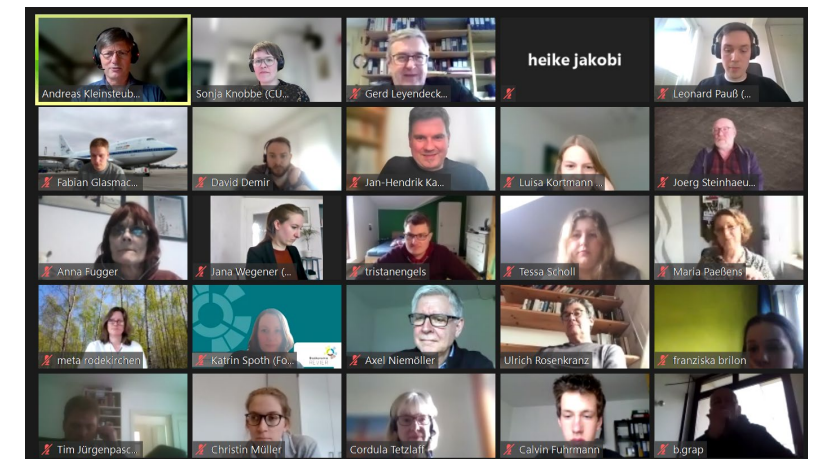 heike jakobi
Andreas Kleinsteub...
Sonja Knobbe (CU...
Gerd Leyendeck...
Leonard Pauß (...
Fabian Glasmac...
David Demir
Jan-Hendrik Ka...
Luisa Kortmann ...
Joerg Steinhaeu...
Anna Fugger
Jana Wegener (...
tristanengels
Tessa Scholl
Maria Paeßens
meta rodekirchen
Katrin Spoth (Fo...
REVIER
Axel Niemöller
Ulrich Rosenkranz
franziska brilon
Tim Jürgenpasc...
Christin Müller
Cordula Tetzlaff
Calvin Fuhrmann
b.grap